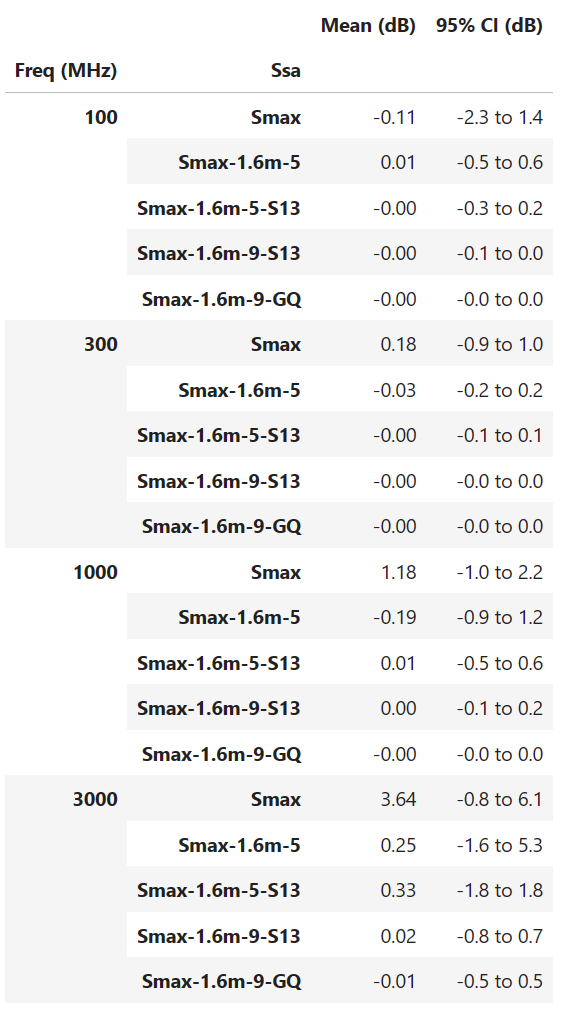 Mean (dB) 95% CI (dB)
Freq (MHz) Ssa
100 Smax -0.11 -2.3 to 1.4
Smax-1.6m-5 0.01 -0.5 to 0.6
Smax-1.6m-5-S13 -0.00 -0.3 to 0.2
Smax-1.6m-9-S13 -0.00 -0.1 to 0.0
Smax-1.6m-9-GQ -0.00 -0.0 to 0.0
300 Smax 0.18 -0.9 to 1.0
Smax-1.6m-5 -0.03 -0.2 to 0.2
Smax-1.6m-5-S13 -0.00 -0.1 to 0.1
Smax-1.6m-9-S13 -0.00 -0.0 to 0.0
Smax-1.6m-9-GQ -0.00 -0.0 to 0.0
1000 Smax 1.18 -1.0 to 2.2
Smax-1.6m-5 -0.19 -0.9 to 1.2
Smax-1.6m-5-S13 0.01 -0.5 to 0.6
Smax-1.6m-9-S13 0.00 -0.1 to 0.2
Smax-1.6m-9-GQ -0.00 -0.0 to 0.0
3000 Smax 3.64 -0.8 to 6.1
Smax-1.6m-5 0.25 -1.6 to 5.3
Smax-1.6m-5-S13 0.33 -1.8 to 1.8
Smax-1.6m-9-S13 0.02 -0.8 to 0.7
Smax-1.6m-9-GQ -0.01 -0.5 to 0.5